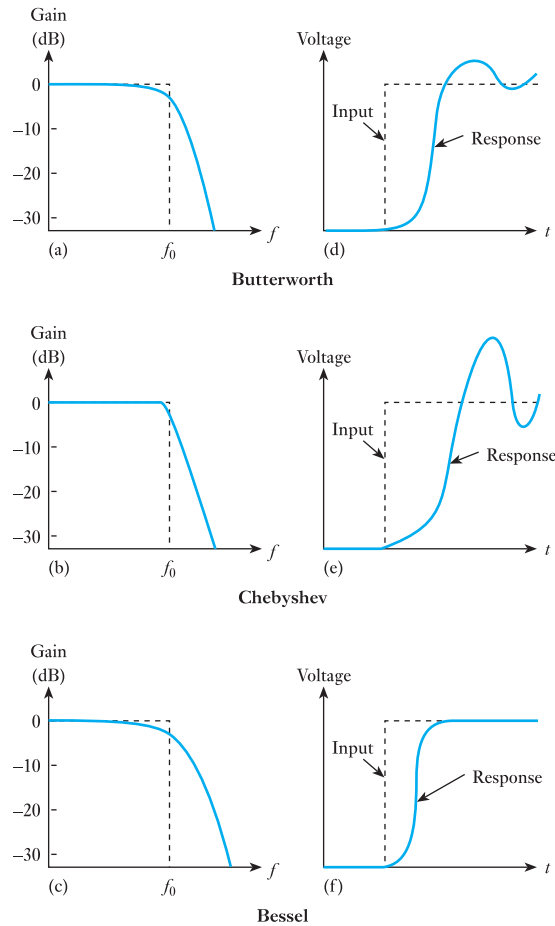 Gain
(dB)
0
–10
–20
–30
f
f0
(a)
Voltage
Input
Response
t
(d)
Butterworth
Gain
(dB)
0
–10
–20
–30
f
f0
(b)
Voltage
Input
Response
t
(e)
Chebyshev
Gain
(dB)
0
–10
–20
–30
f
f0
(c)
Voltage
Input
Response
t
(f)
Bessel